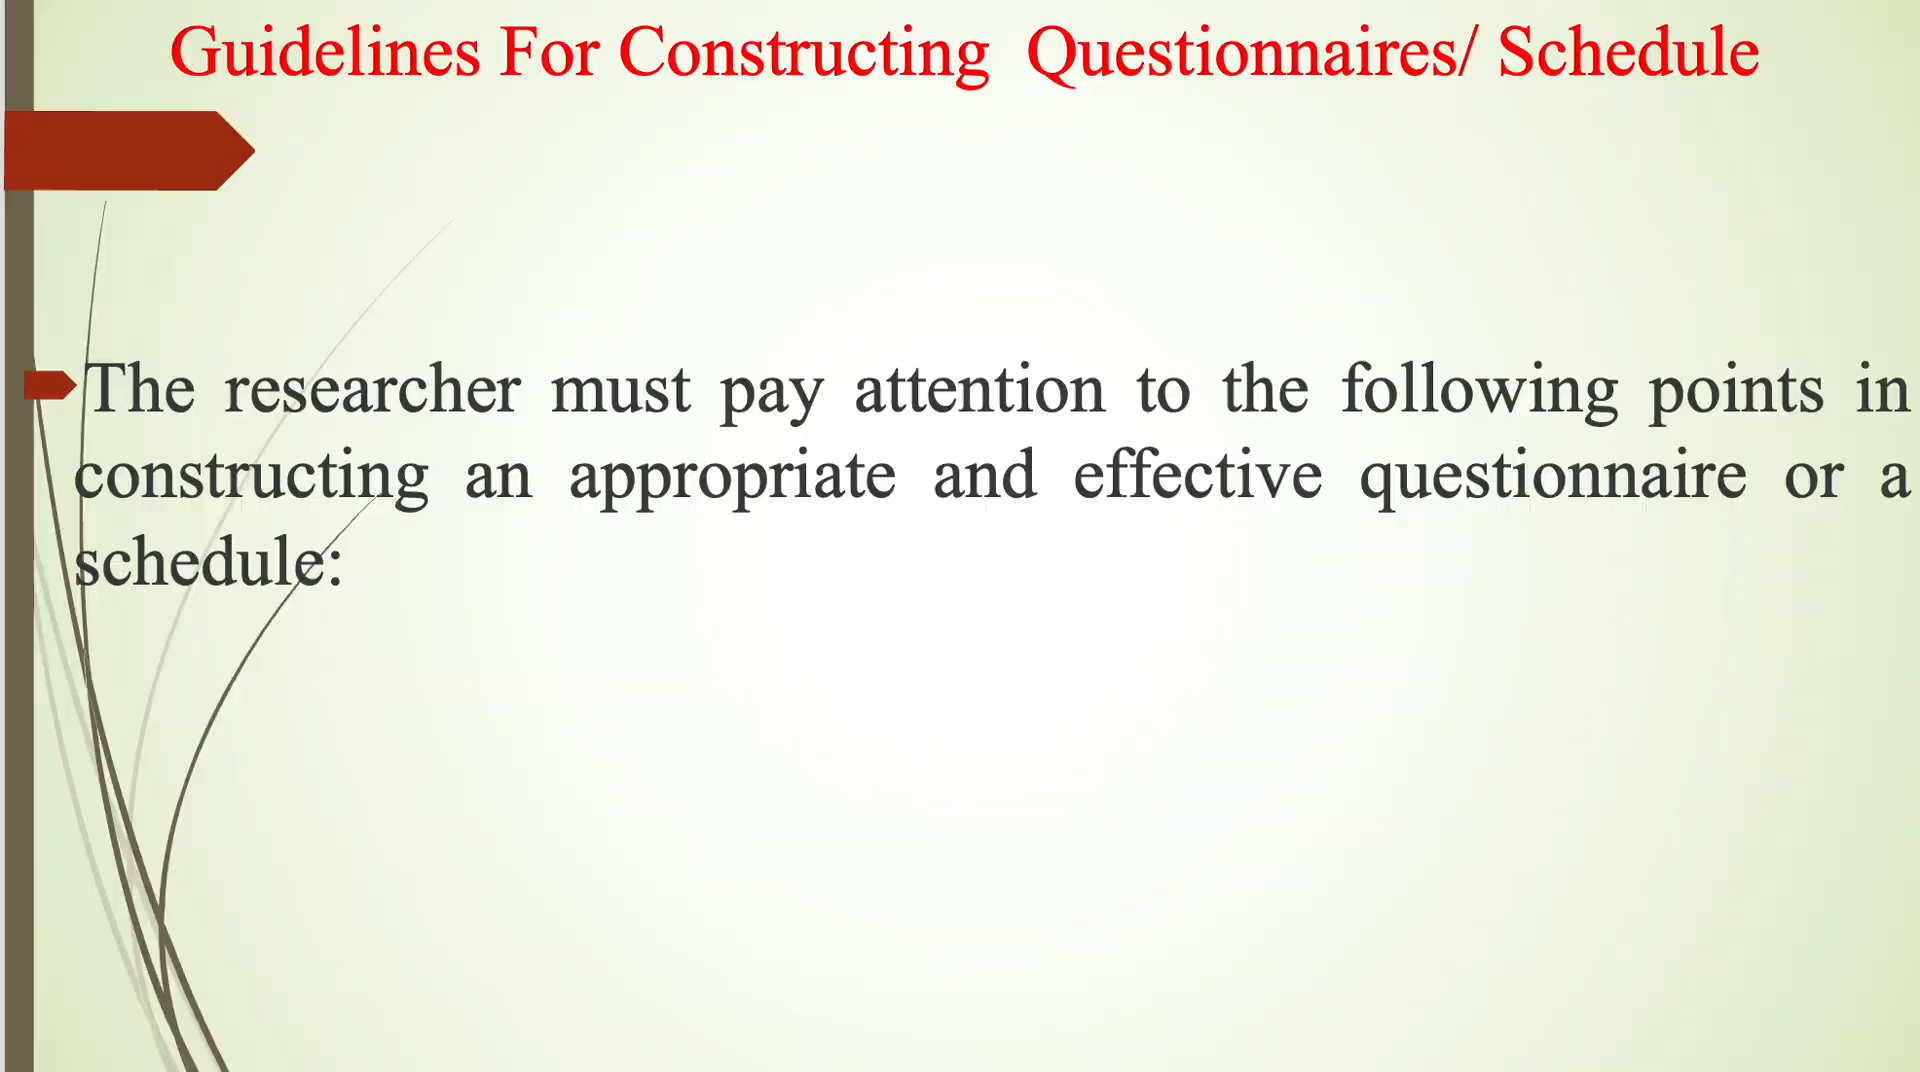 Guidelines For Constructing  Questionnaires/ Schedule
The researcher must pay attention to the following points in
constructing an appropriate and effective questionnaire or a
schedule: